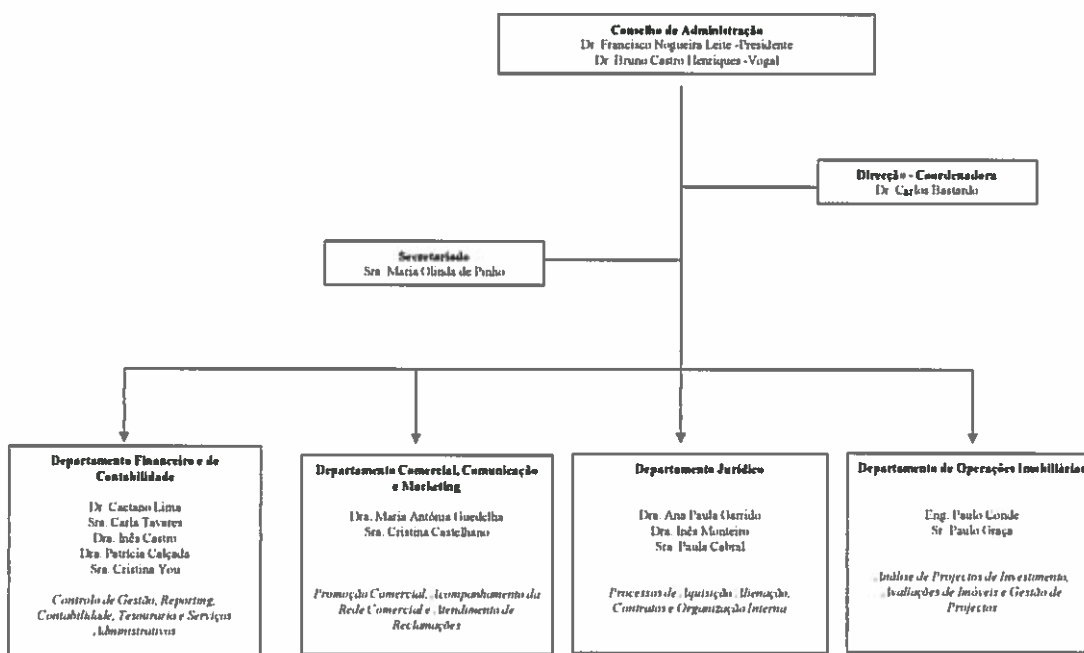 Conselho de Administração
Dr. Francisco Nogueira Leite -Presidente
Dr. Bruno Castro Henriques -Vogal
Direcção - Coordenadora
Dr. Carlos Bastardo
Secretariado
Sra. Maria Olinda de Pinho
Departamento Financeiro e de
Contabilidade
Dr. Caetano Lima
Sra. Carla Tavares
Dra. Inês Castro
Dra. Patrícia Calçada
Sra. Cristina You
Controlo de Gestão, Reporting,
Contabilidade, Tesouraria e Serviços
Administrativos
Departamento Comercial, Comunicação
e Marketing
Dra. Maria Antónia Guedelha
Sra. Cristina Castelhano
Promoção Comercial, Acompanhamento da
Rede Comercial e Atendimento de
Reclamações
Departamento Jurídico
Dra. Ana Paula Garrido
Dra. Inês Monteiro
Sra. Paula Cabral
Processos de Aquisição, Alienação,
Contratos e Organização Interna
Departamento de Operações Imobiliárias
Eng. Paulo Conde
Sr. Paulo Graça
Análise de Projectos de Investimento,
Avaliações de Imóveis e Gestão de
Projectos